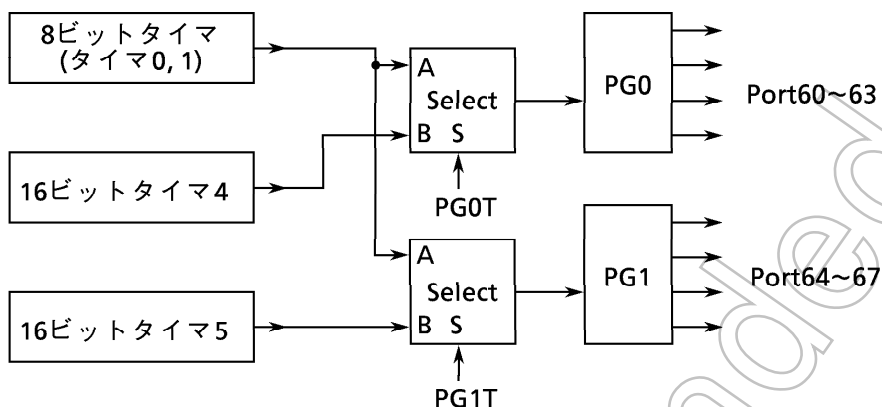 8ビットタイマ
(タイマ0, 1)
A
Select
B S
PG0T
PG0
Port60~63
16ビットタイマ4
A
Select
B S
PG1T
PG1
Port64~67
16ビットタイマ5